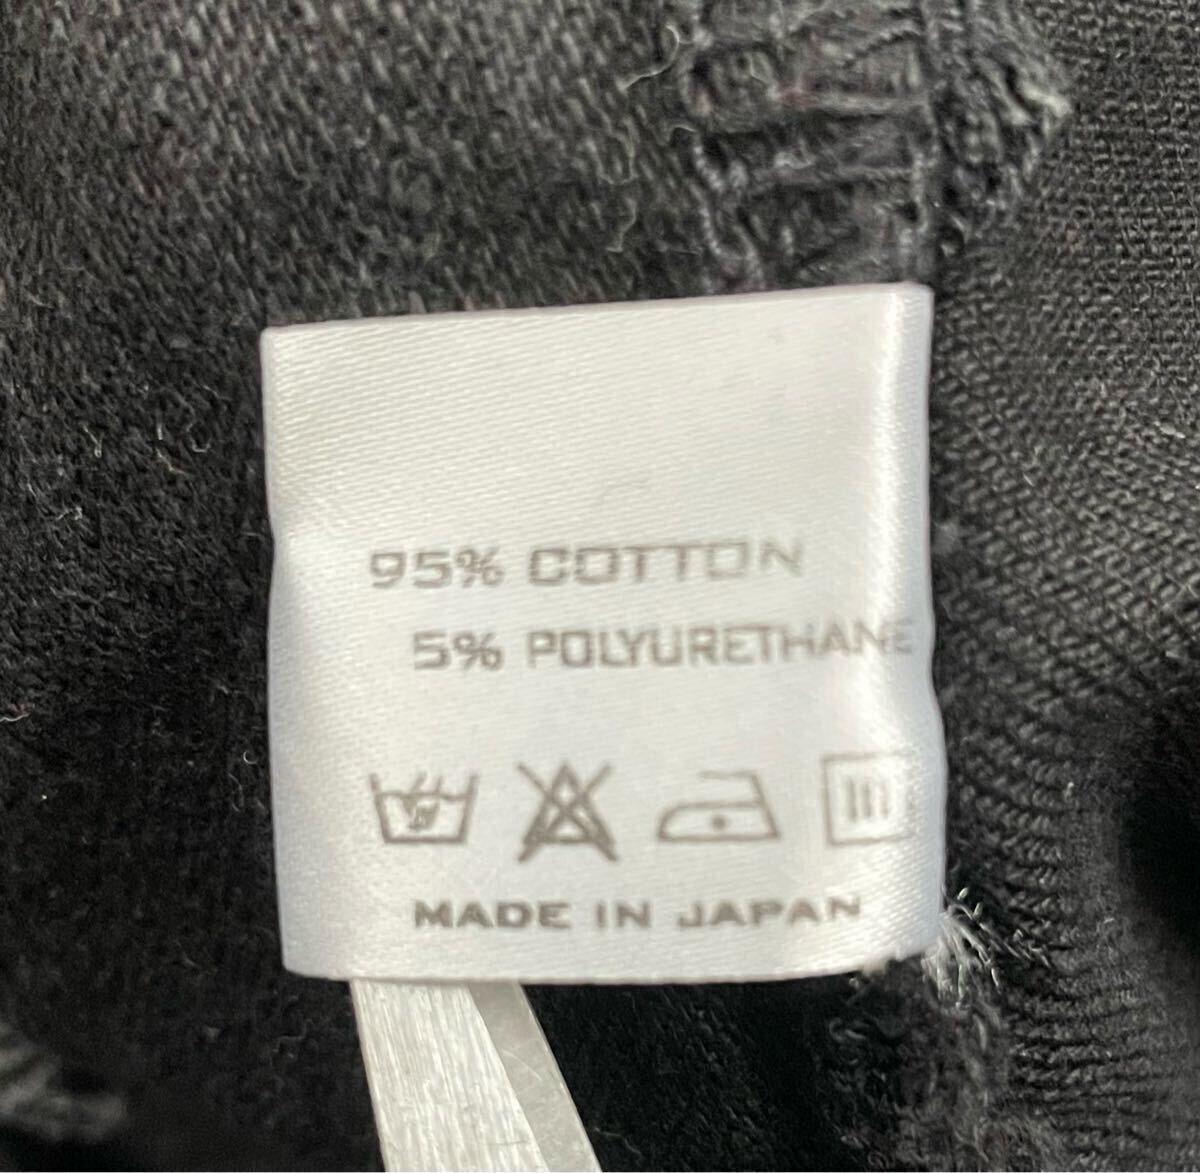 95% COTTON
5% POLYURETHANE
MADE IN JAPAN